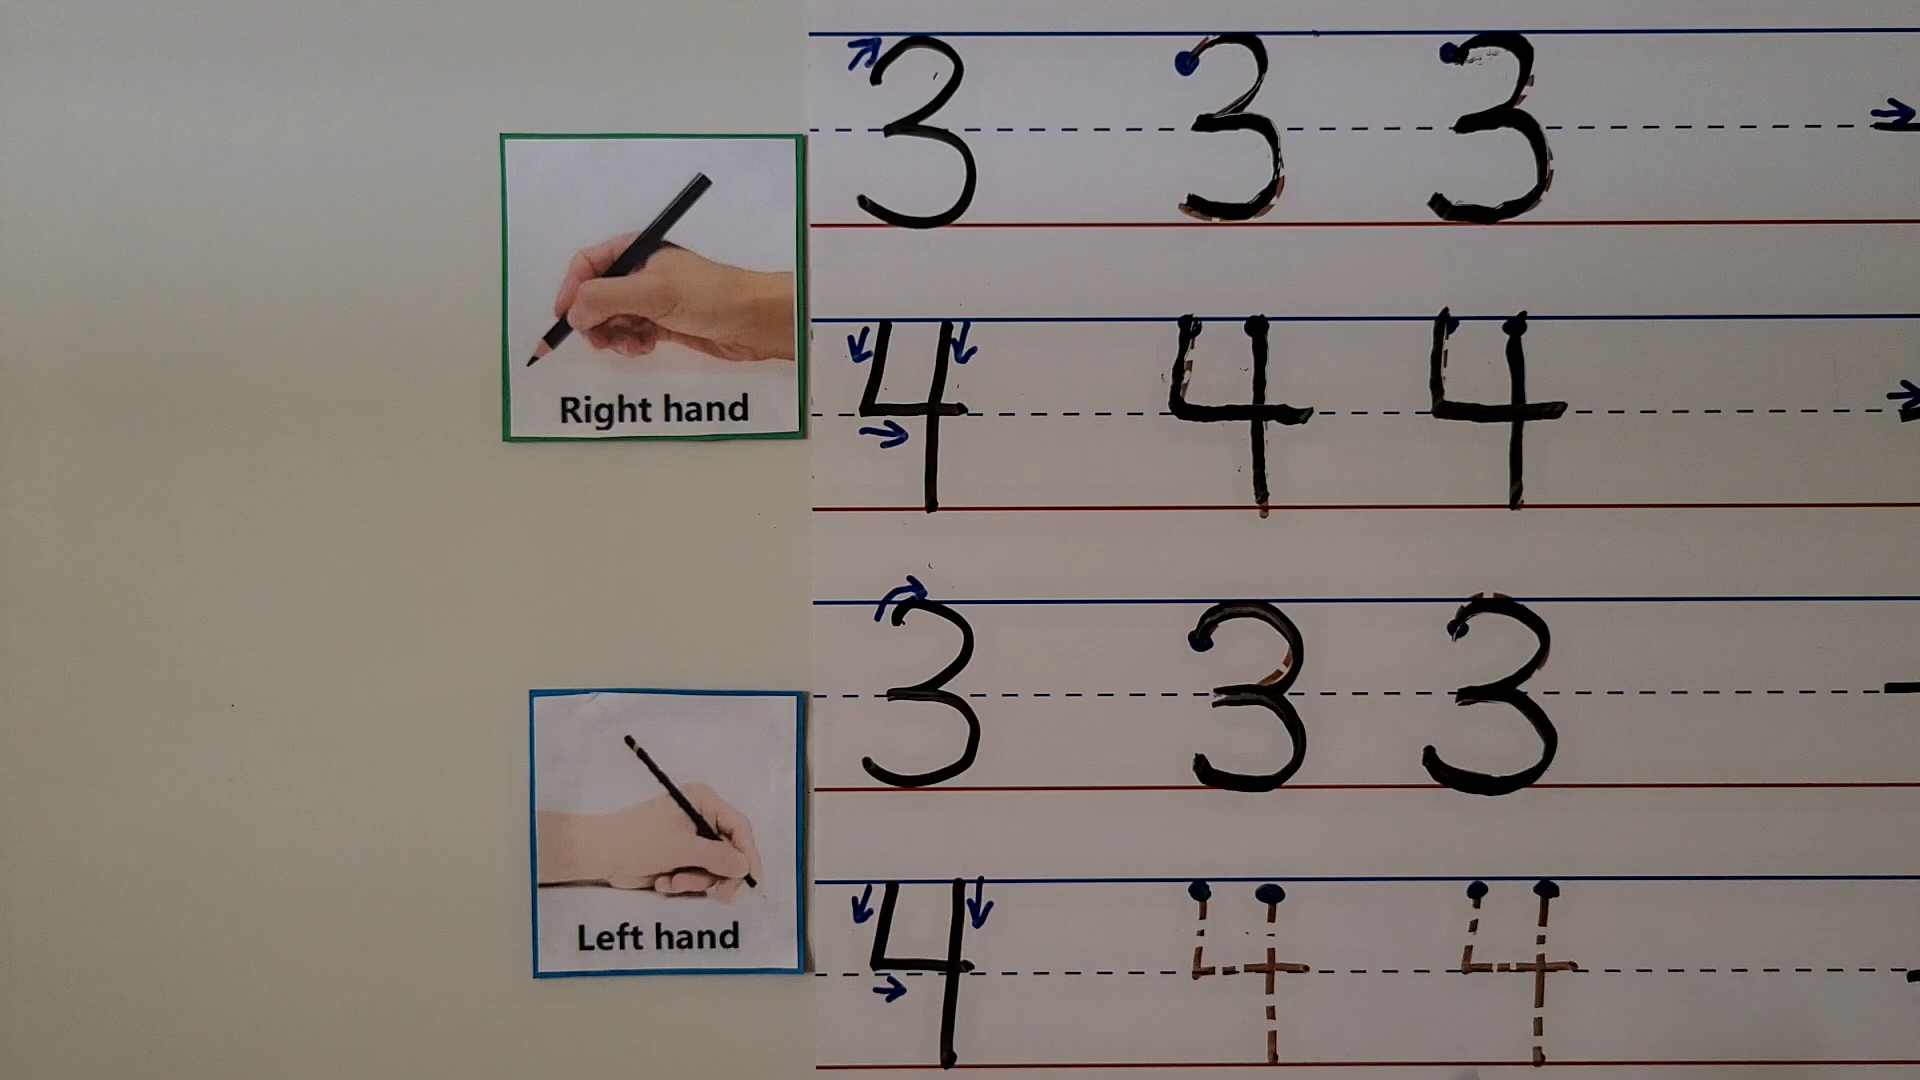 3 3 3
Right hand
4 4 4
3 3 3
Left hand
4 4 4